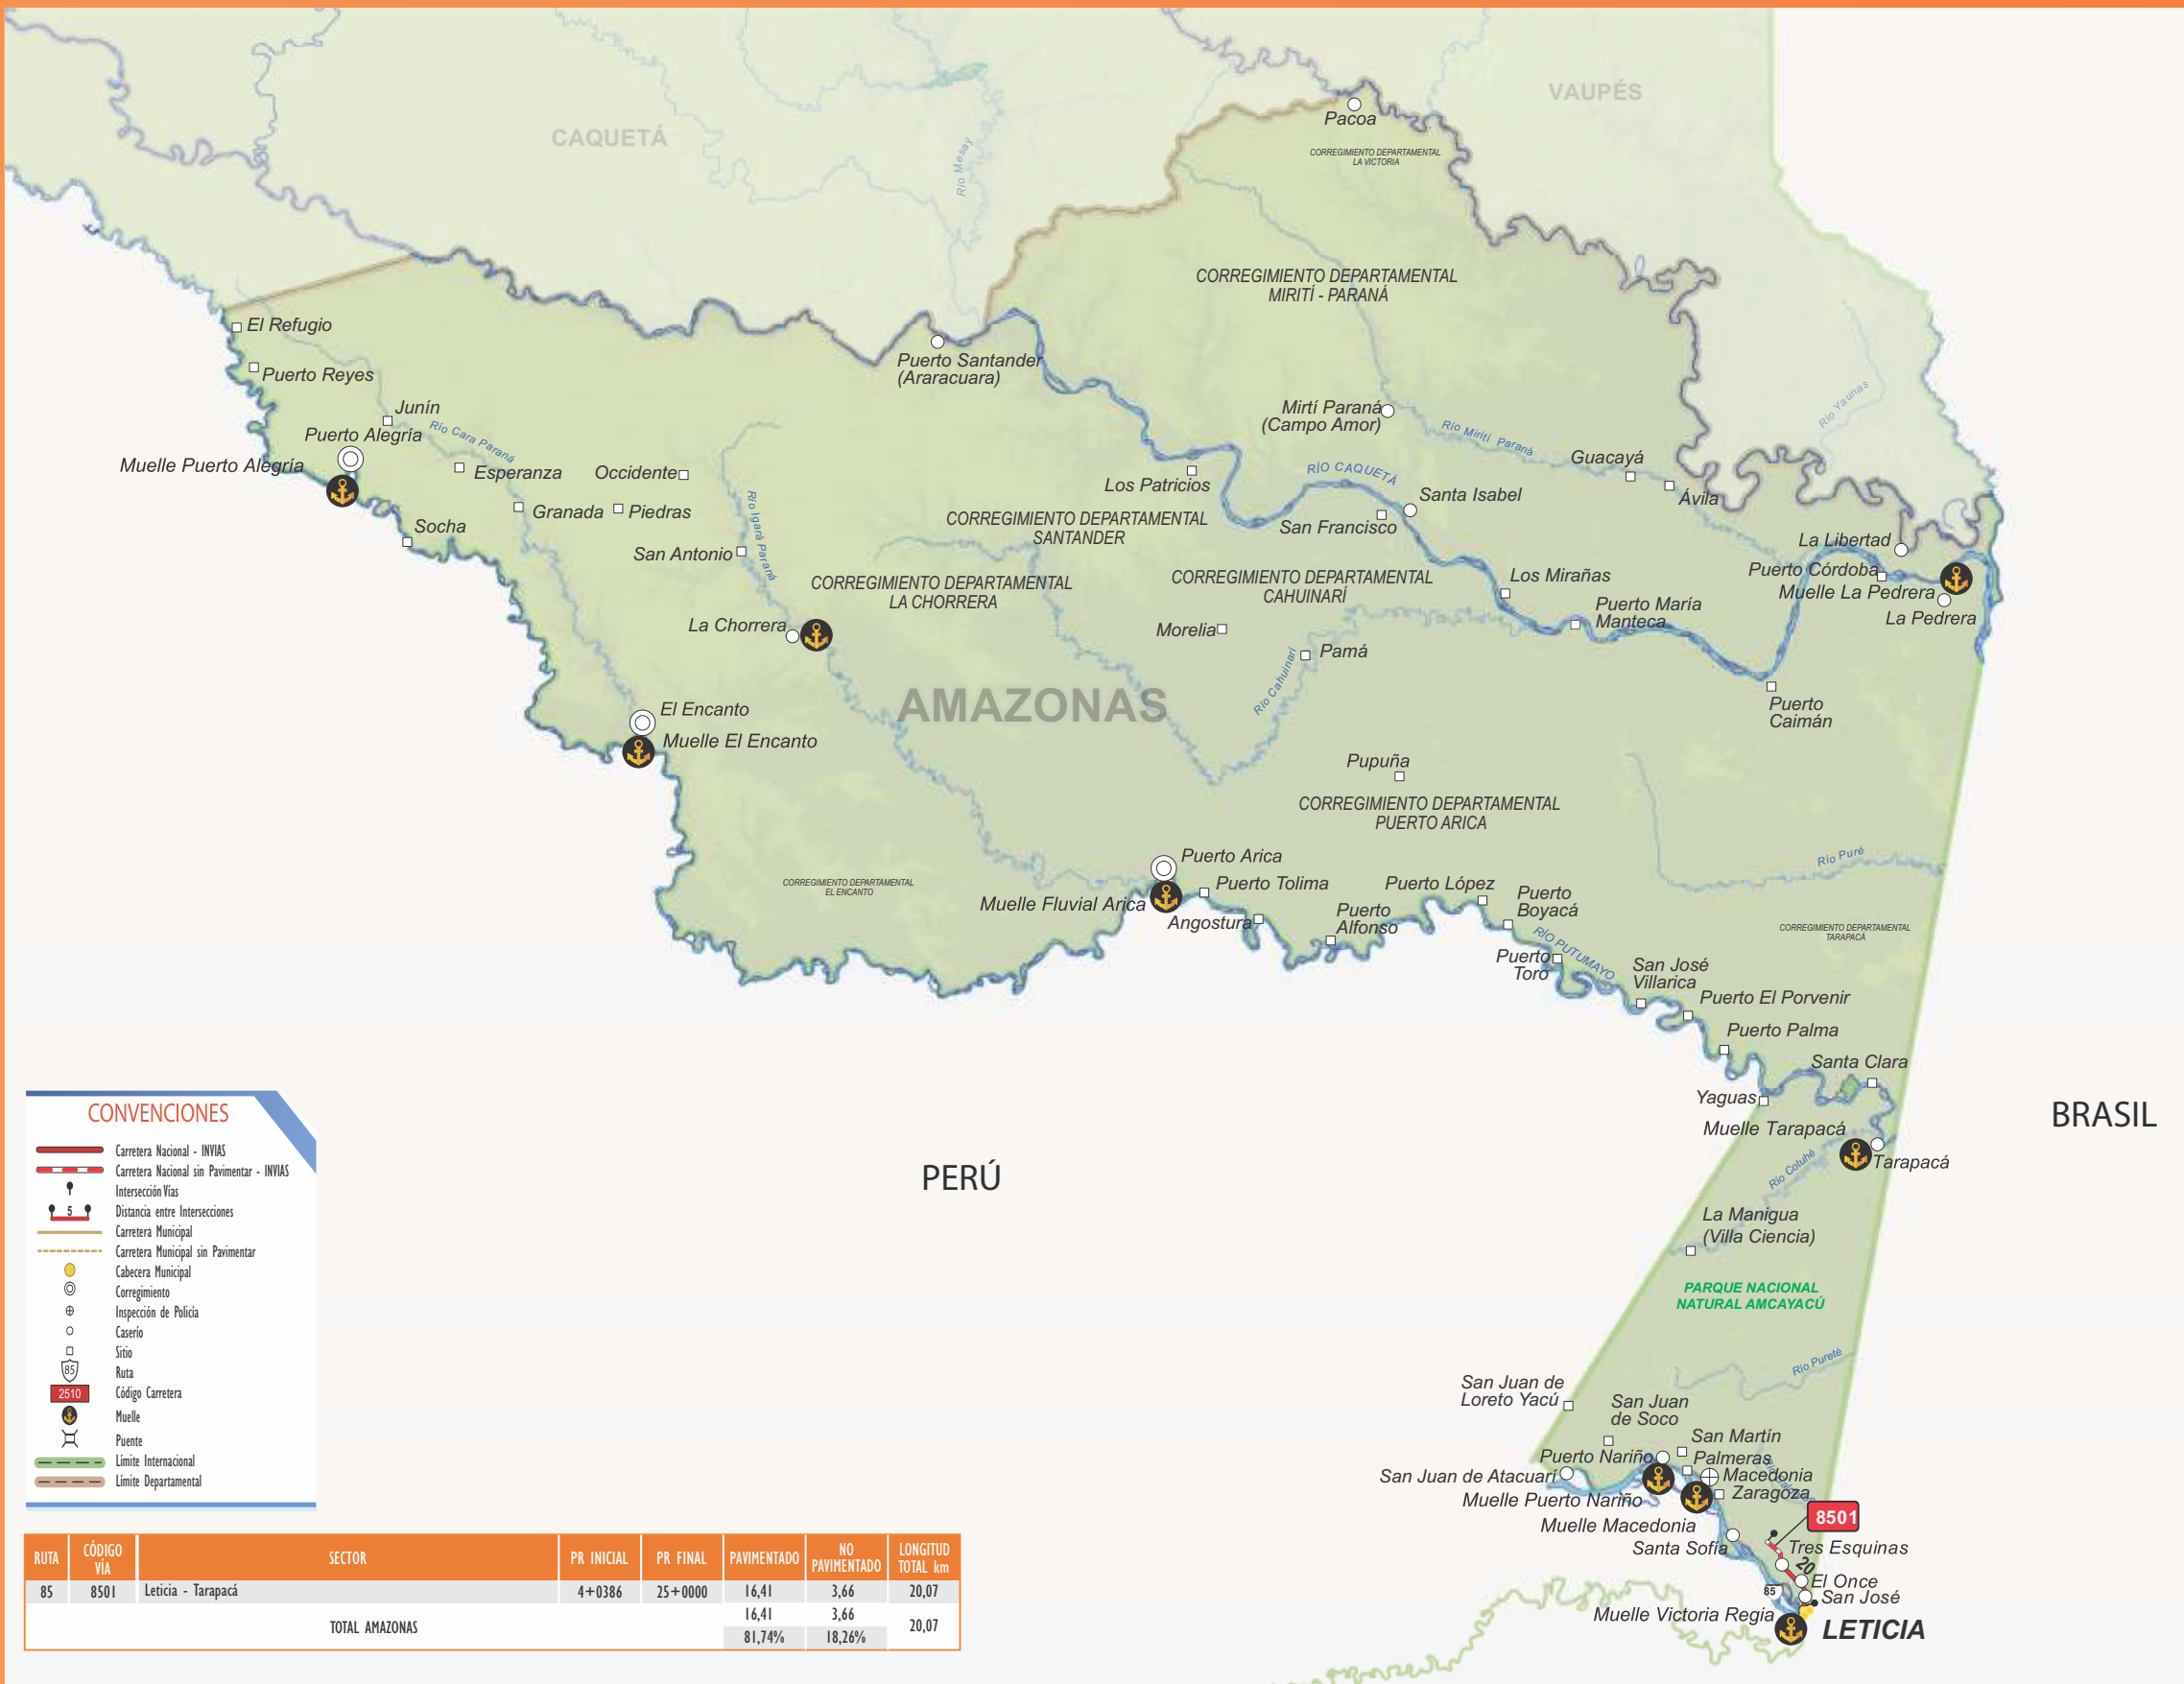 VAUPÉS
CAQUETÁ
Pacoa
CORREGIMIENTO DEPARTAMENTAL
LA VICTORIA
Río Mesay
CORREGIMIENTO DEPARTAMENTAL
MIRITÍ - PARANÁ
El Refugio
Puerto Reyes
Puerto Santander
(Araracuara)
Junín
Puerto Alegría
Río Cara Paraná
Muelle Puerto Alegría
Esperanza
Occidente
Granada
Piedras
Socha
San Antonio
Río Igará Paraná
Mirtí Paraná
(Campo Amor)
Río Mirití Paraná
Río Yaunas
Guacayá
Ávila
Los Patricios
RÍO CAQUETÁ
Santa Isabel
San Francisco
CORREGIMIENTO DEPARTAMENTAL
SANTANDER
CORREGIMIENTO DEPARTAMENTAL
LA CHORRERA
CORREGIMIENTO DEPARTAMENTAL
CAHUINARÍ
La Libertad
Puerto Córdoba
Muelle La Pedrera
La Pedrera
Los Mirañas
Puerto María
Manteca
La Chorrera
Morelia
Pamá
Río Cahuinarí
AMAZONAS
El Encanto
Muelle El Encanto
Puerto
Caimán
Pupuña
CORREGIMIENTO DEPARTAMENTAL
PUERTO ARICA
Río Puré
CORREGIMIENTO DEPARTAMENTAL
EL ENCANTO
Puerto Arica
Muelle Fluvial Arica
Puerto Tolima
Angostura
Puerto
Alfonso
Puerto López
Puerto
Boyacá
RÍO PUTUMAYO
Puerto
Toro
CORREGIMIENTO DEPARTAMENTAL
TARAPACÁ
San José
Villarica
Puerto El Porvenir
Puerto Palma
Santa Clara
Yaguas
Muelle Tarapacá
Tarapacá
Río Cotuhé
BRASIL
PERÚ
La Manigua
(Villa Ciencia)
PARQUE NACIONAL
NATURAL AMCAYACÚ
Río Pureté
San Juan de
Loreto Yacú
San Juan
de Soco
San Martín
Puerto Nariño
Palmeras
San Juan de Atacuarí
Macedonia
Muelle Puerto Nariño
Zaragoza
8501
Muelle Macedonia
Santa Sofía
Tres Esquinas
20
85
El Once
San José
Muelle Victoria Regia
LETICIA
CONVENCIONES
Carretera Nacional - INVIAS
Carretera Nacional sin Pavimentar - INVIAS
Intersección Vías
5 Distancia entre Intersecciones
Carretera Municipal
Carretera Municipal sin Pavimentar
Cabecera Municipal
Corregimiento
Inspección de Policía
Caserío
Sitio
85 Ruta
2510 Código Carretera
Muelle
Puente
Límite Internacional
Límite Departamental
RUTA CÓDIGO VÍA SECTOR PR INICIAL PR FINAL PAVIMENTADO NO PAVIMENTADO LONGITUD TOTAL km
85 8501 Leticia - Tarapacá 4+0386 25+0000 16,41 3,66 20,07
TOTAL AMAZONAS 16,41 3,66 20,07
81,74% 18,26%